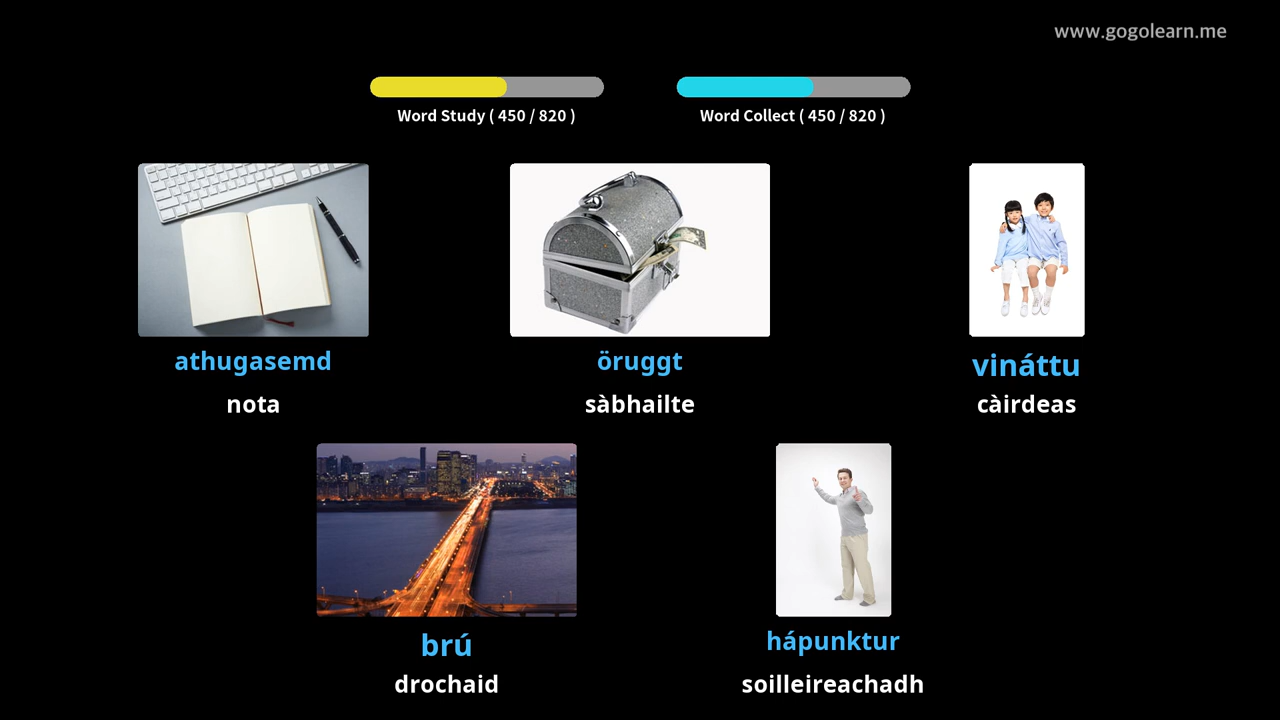 www.gogolearn.me
Word Study ( 450 / 820 )
Word Collect ( 450 / 820 )
athugasemd
nota
öruggt
sàbhailte
vináttu
càirdeas
brú
drochaid
hápunktur
soilleireachadh